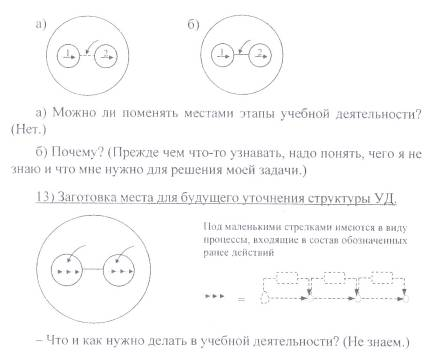 а)
б)
1 2
1 2
а) Можно ли поменять местами этапы учебной деятельности?
(Нет.)
б) Почему? (Прежде чем что-то узнавать, надо понять, чего я не
знаю и что мне нужно для решения моей задачи.)
13) Заготовка места для будущего уточнения структуры УД.
Под маленькими стрелками имеются в виду
процессы, входящие в состав обозначенных
ранее действий
=
– Что и как нужно делать в учебной деятельности? (Не знаем.)